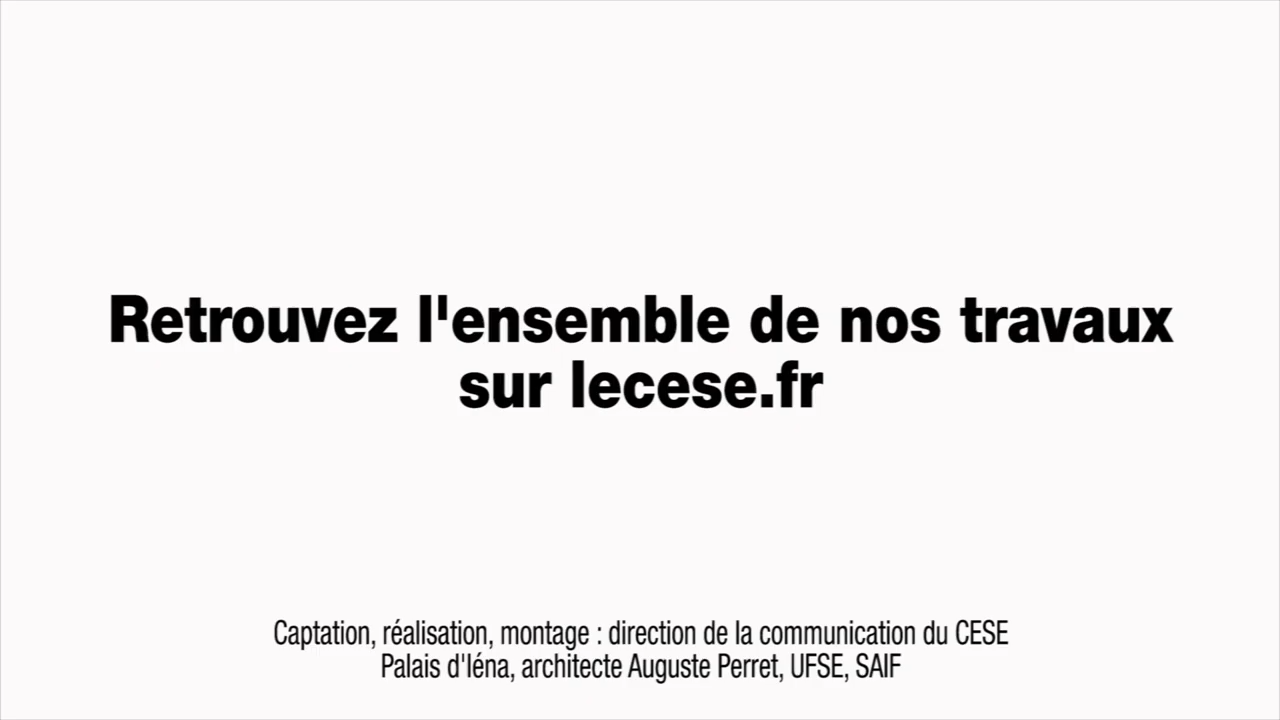 Retrouvez l'ensemble de nos travaux
sur lecese.fr
Captation, réalisation, montage : direction de la communication du CESE
Palais d'Iéna, architecte Auguste Perret, UFSE, SAIF